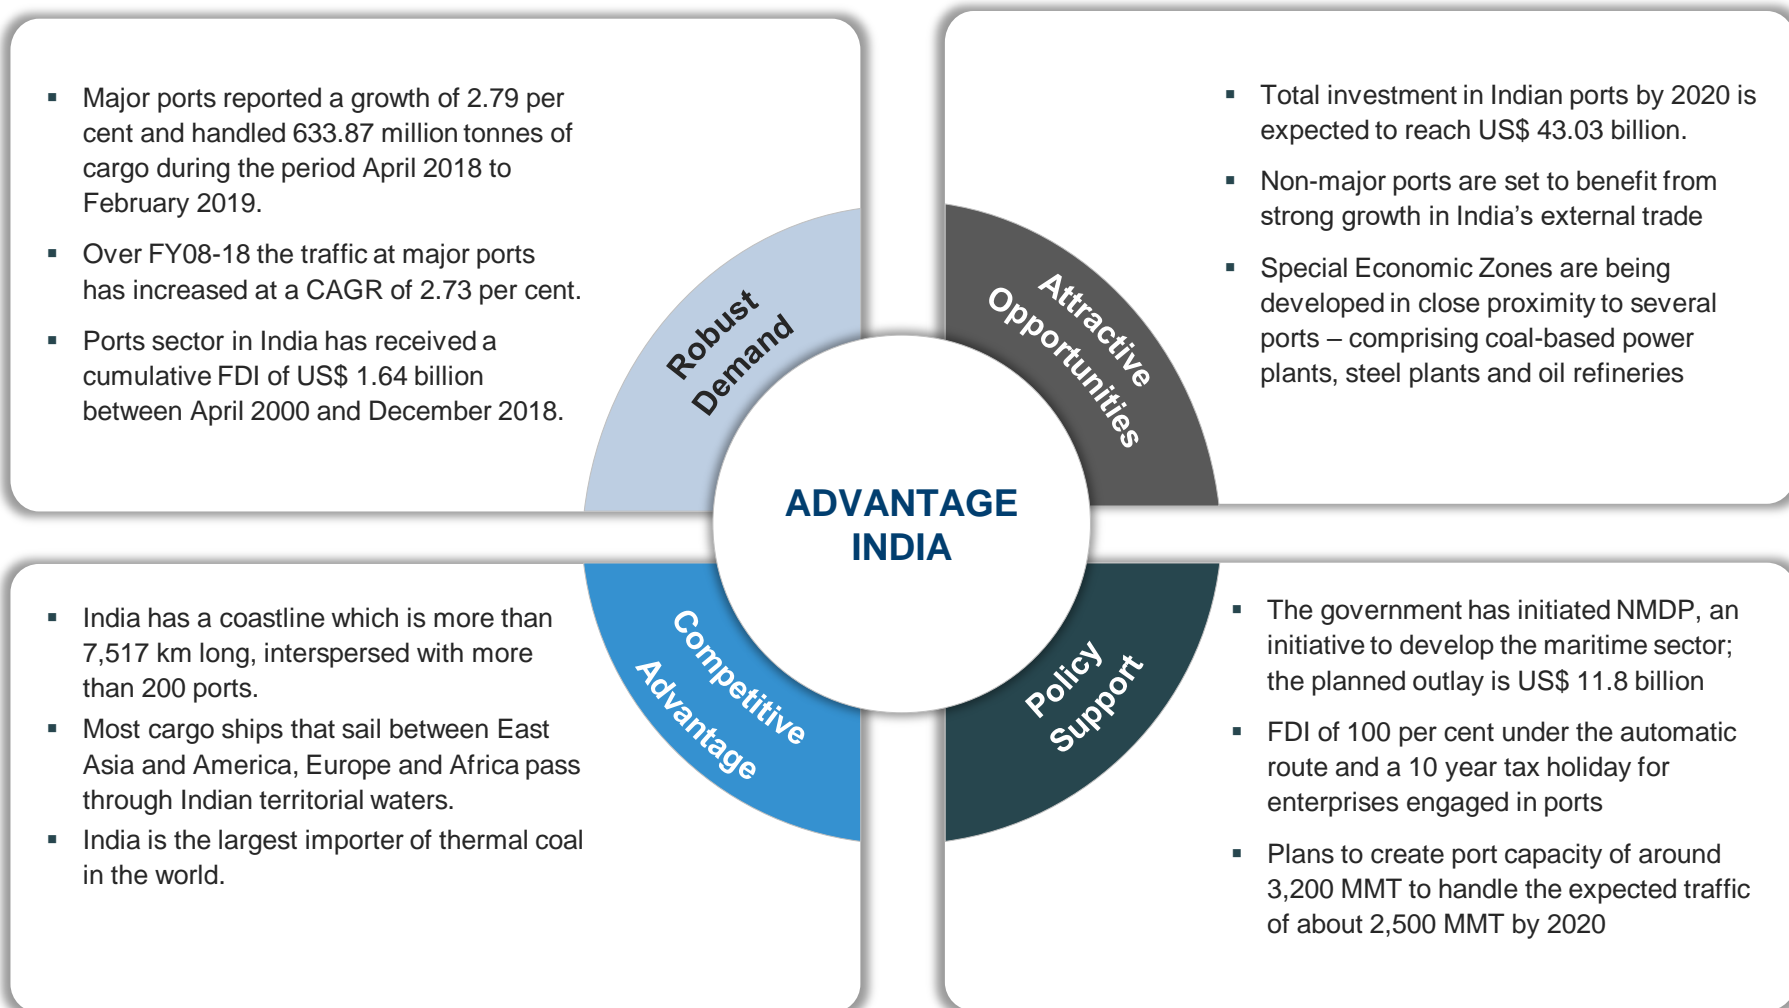 ▪ Major ports reported a growth of 2.79 per
cent and handled 633.87 million tonnes of
cargo during the period April 2018 to
February 2019.
▪ Over FY08-18 the traffic at major ports
has increased at a CAGR of 2.73 per cent.
▪ Ports sector in India has received a
cumulative FDI of US$ 1.64 billion
between April 2000 and December 2018.
Robust
Demand
▪ Total investment in Indian ports by 2020 is
expected to reach US$ 43.03 billion.
▪ Non-major ports are set to benefit from
strong growth in India’s external trade
▪ Special Economic Zones are being
developed in close proximity to several
ports – comprising coal-based power
plants, steel plants and oil refineries
Attractive
Opportunities
ADVANTAGE
INDIA
▪ India has a coastline which is more than
7,517 km long, interspersed with more
than 200 ports.
▪ Most cargo ships that sail between East
Asia and America, Europe and Africa pass
through Indian territorial waters.
▪ India is the largest importer of thermal coal
in the world.
Competitive
Advantage
▪ The government has initiated NMDP, an
initiative to develop the maritime sector;
the planned outlay is US$ 11.8 billion
▪ FDI of 100 per cent under the automatic
route and a 10 year tax holiday for
enterprises engaged in ports
▪ Plans to create port capacity of around
3,200 MMT to handle the expected traffic
of about 2,500 MMT by 2020
Policy
Support